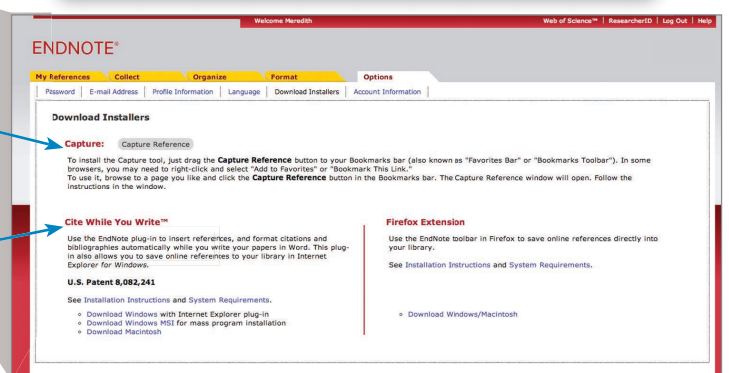 Welcome Meredith
Web of Science™ | ResearcherID | Log Out | Help
ENDNOTE®
My References Collect Organize Format Options
Password | E-mail Address | Profile Information | Language | Download Installers | Account Information |
Download Installers
Capture: Capture Reference
To install the Capture tool, just drag the Capture Reference button to your Bookmarks bar (also known as "Favorites Bar" or "Bookmarks Toolbar"). In some
browsers, you may need to right-click and select "Add to Favorites" or "Bookmark This Link."
To use it, browse to a page you like and click the Capture Reference button in the Bookmarks bar. The Capture Reference window will open. Follow the
instructions in the window.
Cite While You Write™
Use the EndNote plug-in to insert references, and format citations and
bibliographies automatically while you write your papers in Word. This plug-
in also allows you to save online references to your library in Internet
Explorer for Windows.
U.S. Patent 8,082,241
See Installation Instructions and System Requirements.
Download Windows with Internet Explorer plug-in
Download Windows MSI for mass program installation
Download Macintosh
Firefox Extension
Use the EndNote toolbar in Firefox to save online references directly into
your library.
See Installation Instructions and System Requirements.
Download Windows/Macintosh